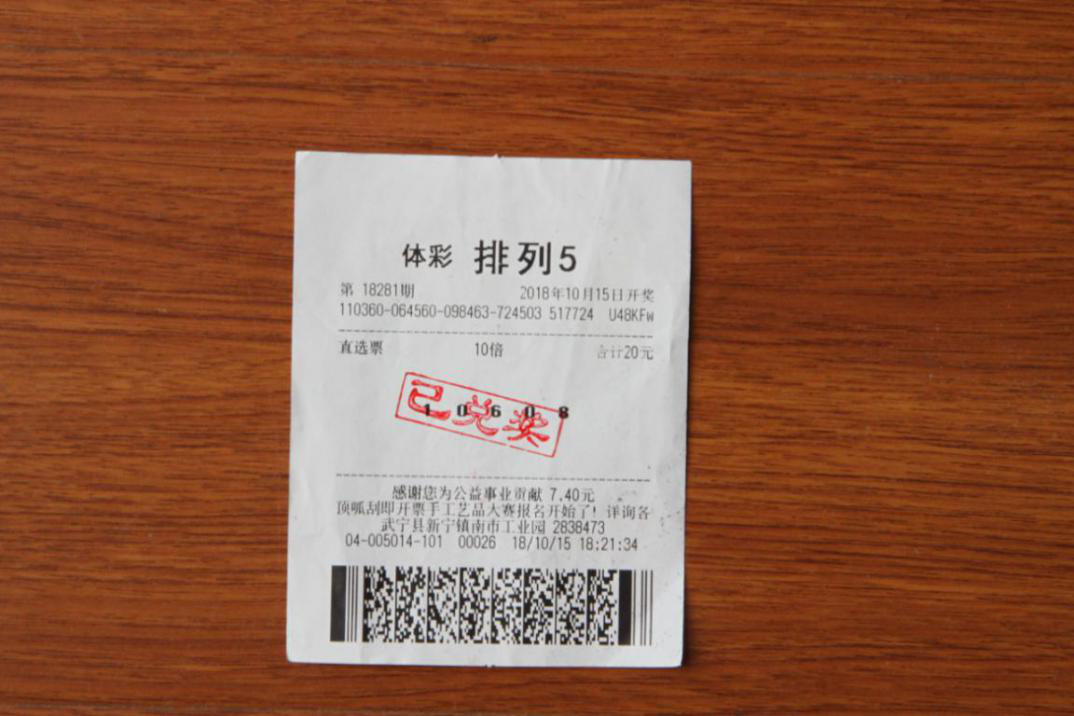 体彩 排列5
第 18281期 2018年10月15日开奖
110360-064560-098463-724503 517724 U48KFW
直选票 10倍 合计20元
1 0 6 0 8
已兑奖
感谢您为公益事业贡献 7.40元
顶呱刮即开票手工艺品大赛报名开始了! 详询各
武宁县新宁镇南市工业园 2838473
04-005014-101 00026 18/10/15 18:21:34